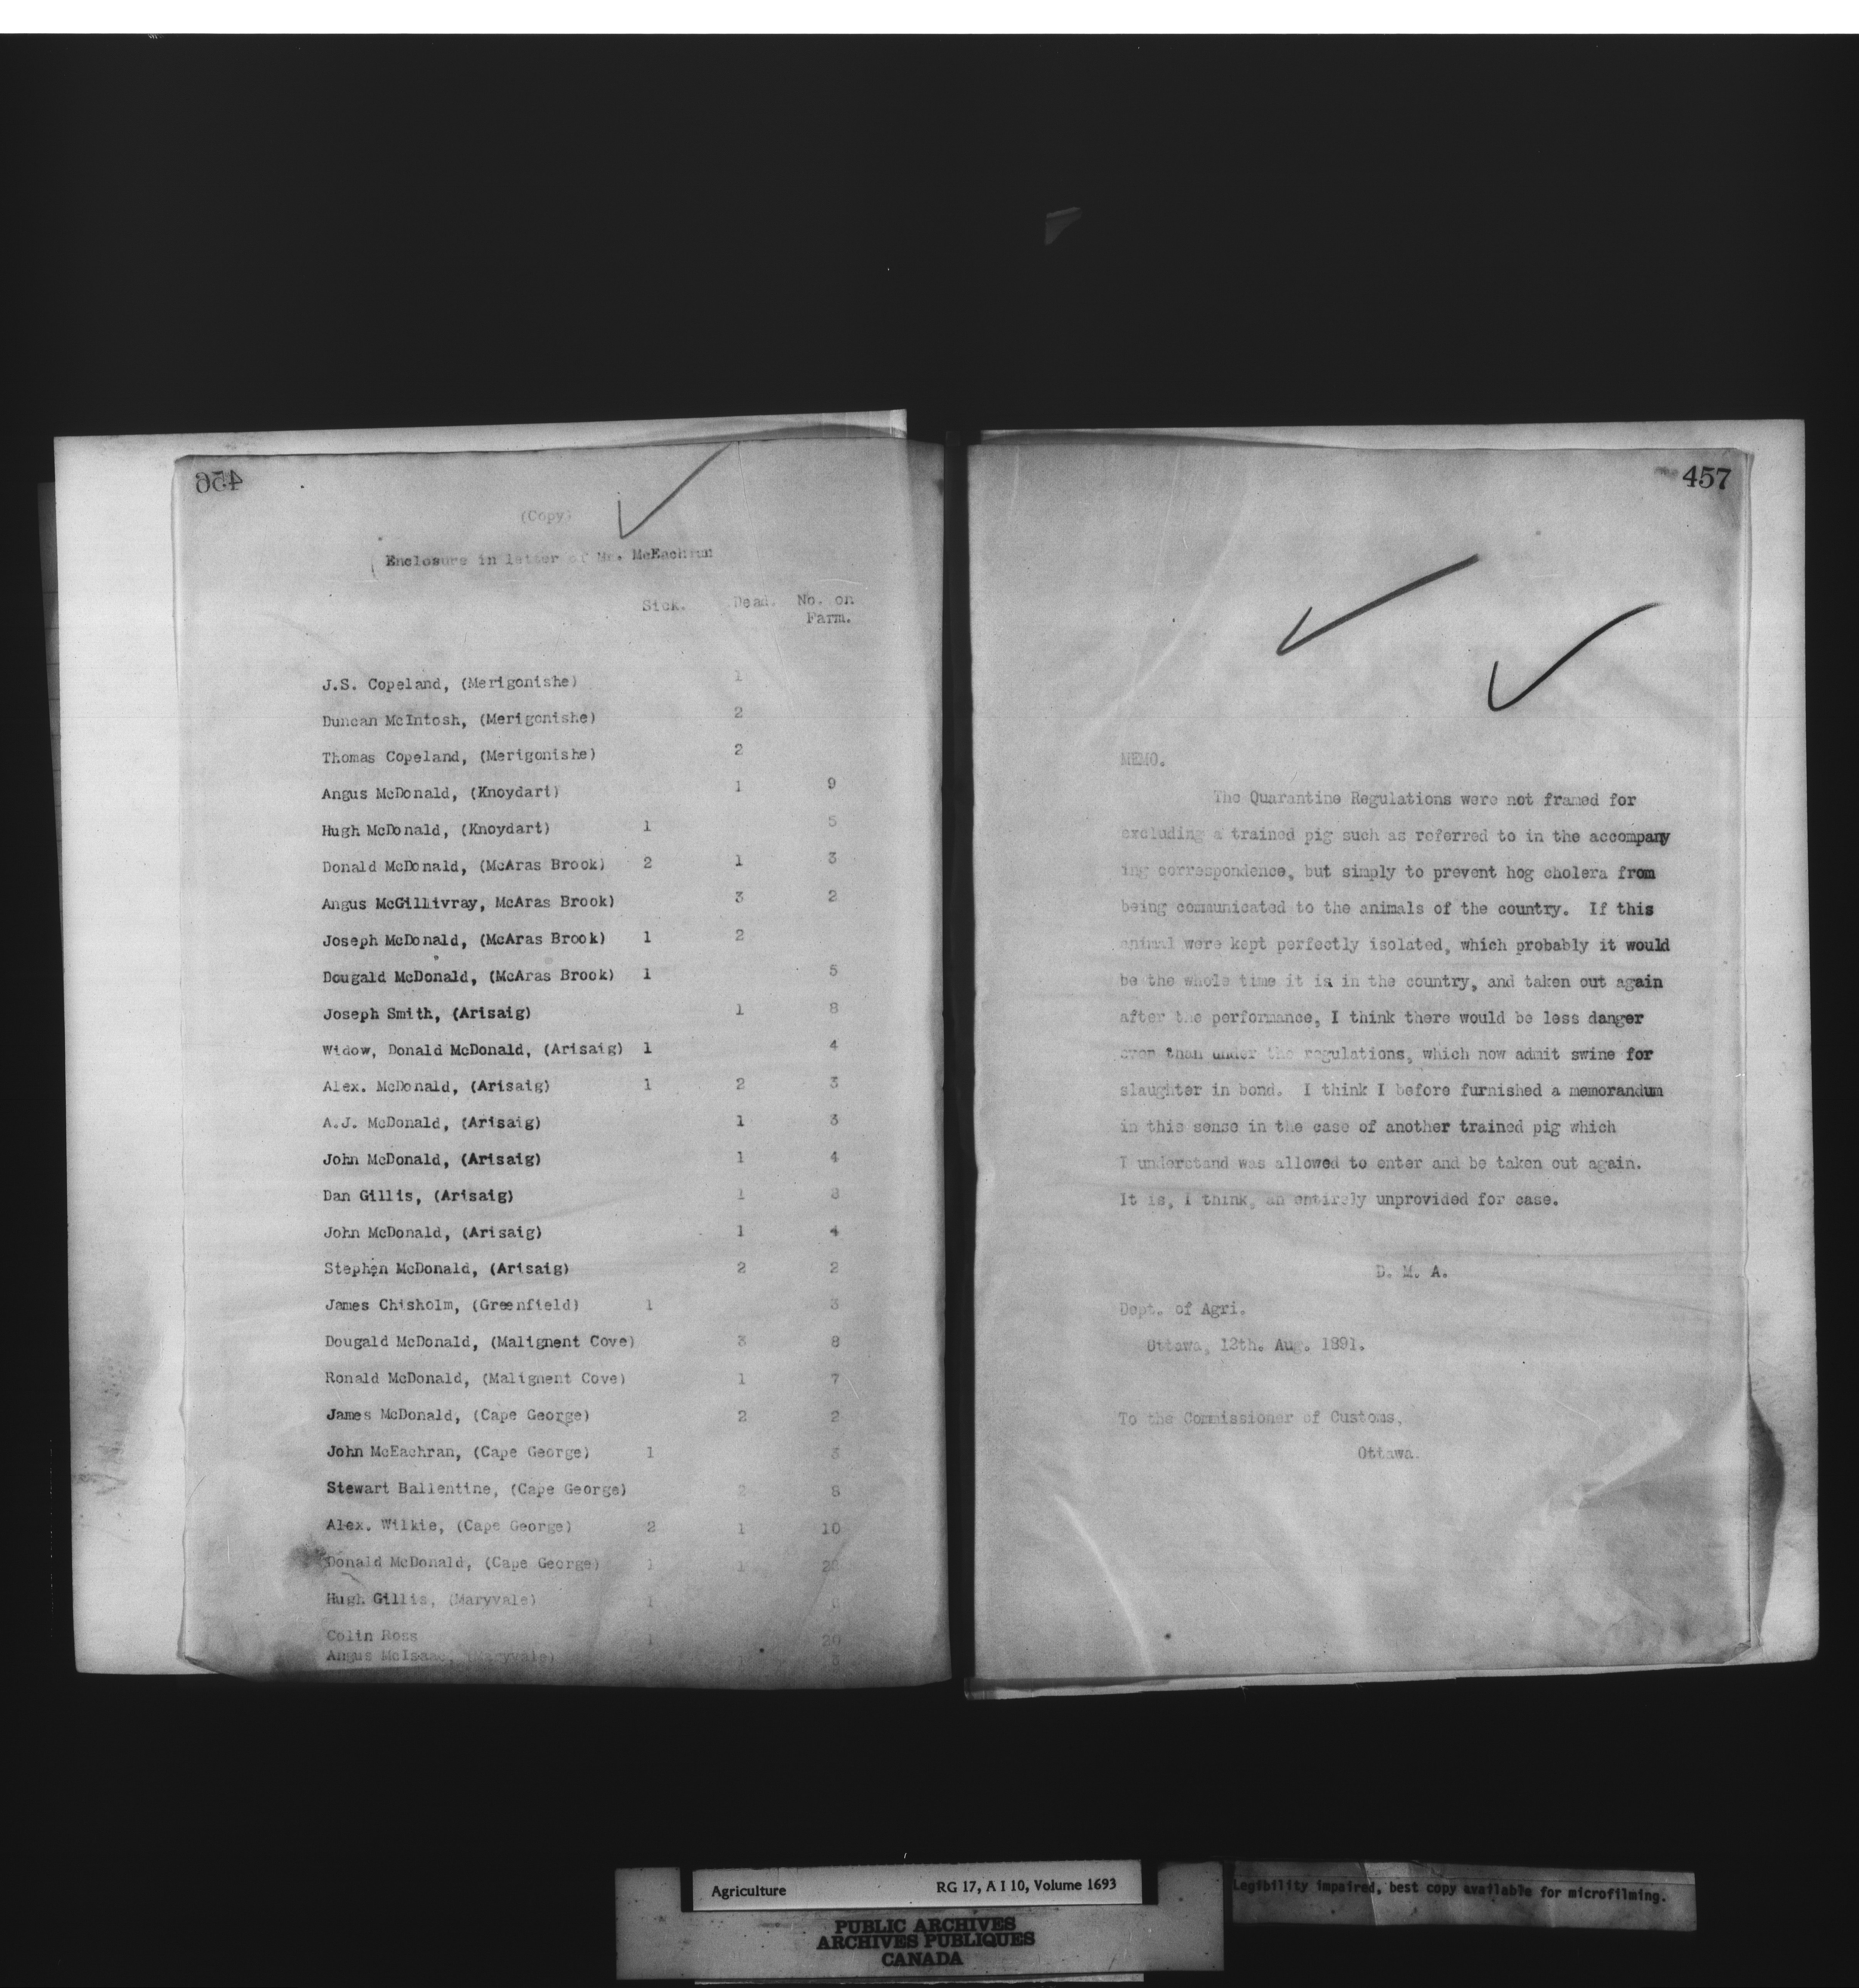 456
(Copy)
Enclosure in letter of Mr. McEachran
Sick. Dead. No. on
Farm.
J.S. Copeland, (Merigonishe) 1
Duncan McIntosh, (Merigonishe) 2
Thomas Copeland, (Merigonishe) 2
Angus McDonald, (Knoydart) 1 9
Hugh McDonald, (Knoydart) 1 5
Donald McDonald, (McAras Brook) 2 1 3
Angus McGillivray, McAras Brook) 3 2
Joseph McDonald, (McAras Brook) 1 2
Dougald McDonald, (McAras Brook) 1 5
Joseph Smith, (Arisaig) 1 8
Widow, Donald McDonald, (Arisaig) 1 4
Alex. McDonald, (Arisaig) 1 2 3
A.J. McDonald, (Arisaig) 1 3
John McDonald, (Arisaig) 1 4
Dan Gillis, (Arisaig) 1 3
John McDonald, (Arisaig) 1 4
Stephen McDonald, (Arisaig) 2 2
James Chisholm, (Greenfield) 1 3
Dougald McDonald, (Malignent Cove) 3 8
Ronald McDonald, (Malignent Cove) 1 7
James McDonald, (Cape George) 2 2
John McEachran, (Cape George) 1 3
Stewart Ballentine, (Cape George) 2 8
Alex. Wilkie, (Cape George) 2 1 10
Donald McDonald, (Cape George) 1 1
Hugh Gillis, (Maryvale) 1
Colin Ross 1 20
Angus McIsaac, (Maryvale) 1 3
457
MEMO.
The Quarantine Regulations were not framed for
excluding a trained pig such as referred to in the accompany
ing correspondence, but simply to prevent hog cholera from
being communicated to the animals of the country. If this
animal were kept perfectly isolated, which probably it would
be the whole time it is in the country, and taken out again
after the performance, I think there would be less danger
even than under the regulations, which now admit swine for
slaughter in bond. I think I before furnished a memorandum
in this sense in the case of another trained pig which
I understand was allowed to enter and be taken out again.
It is, I think, an entirely unprovided for case.
D. M. A.
Dept. of Agri.
Ottawa, 12th. Aug. 1891.
To the Commissioner of Customs,
Ottawa.
Agriculture RG 17, A I 10, Volume 1693
Legibility impaired, best copy available for microfilming.
PUBLIC ARCHIVES
ARCHIVES PUBLIQUES
CANADA